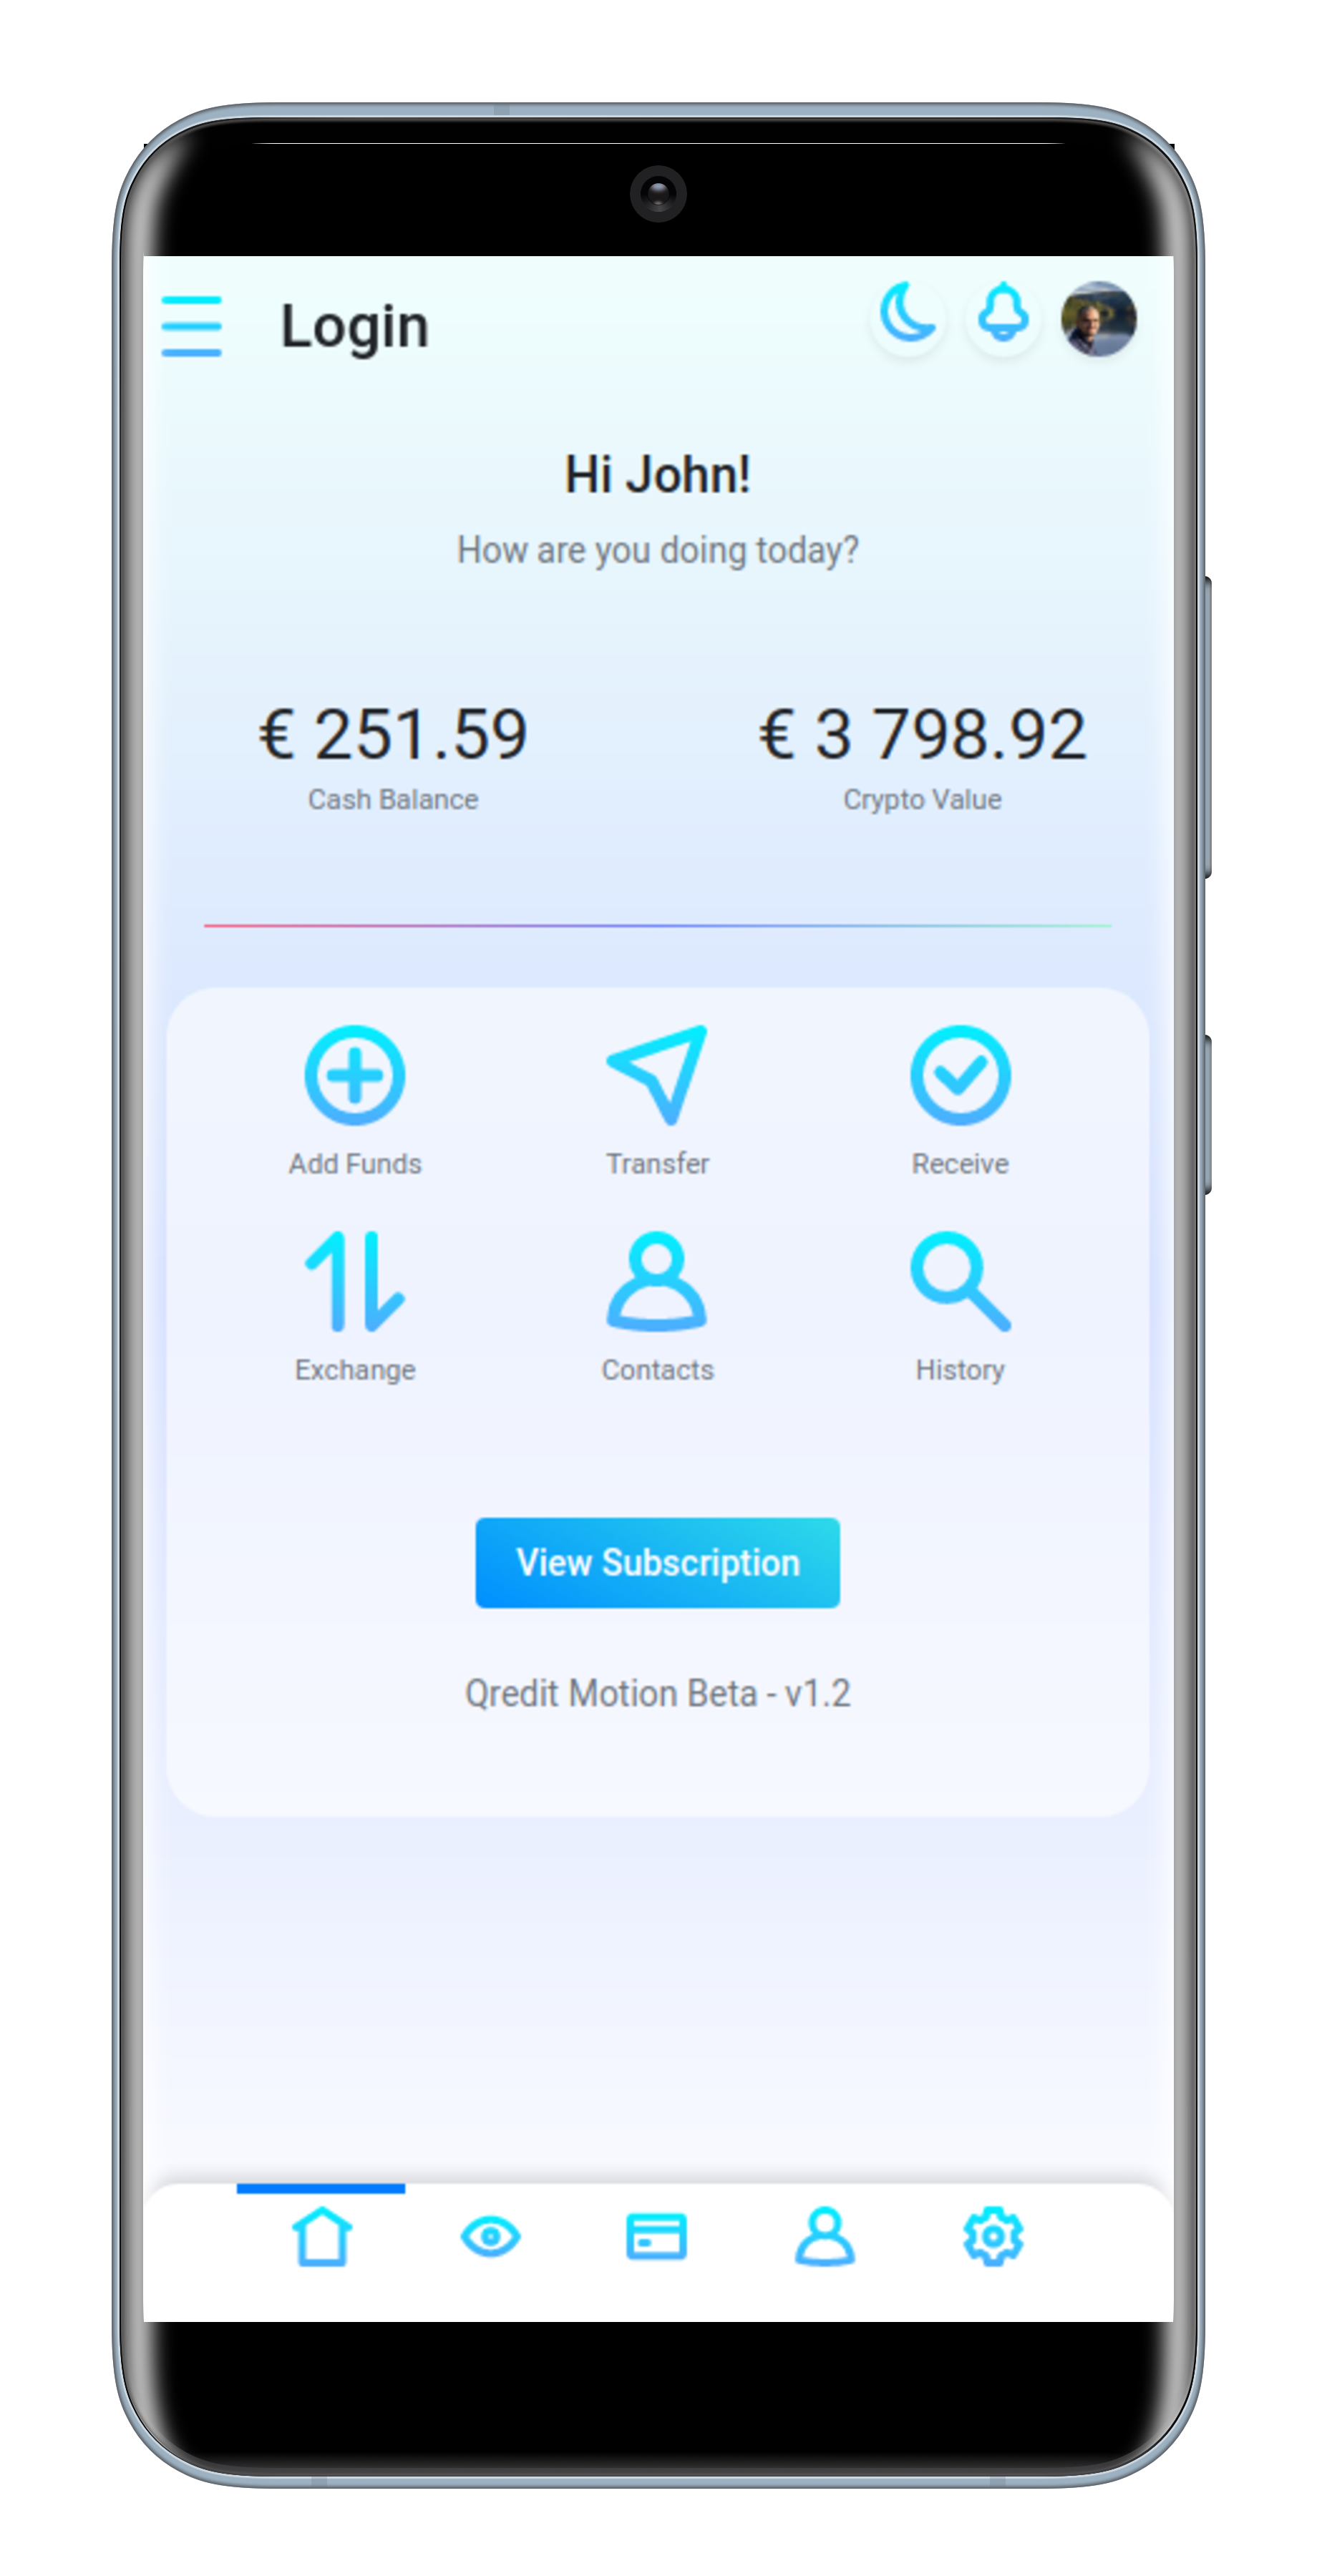 Login
Hi John!
How are you doing today?
€ 251.59 € 3 798.92
Cash Balance Crypto Value
Add Funds Transfer Receive
Exchange Contacts History
View Subscription
Qredit Motion Beta - v1.2